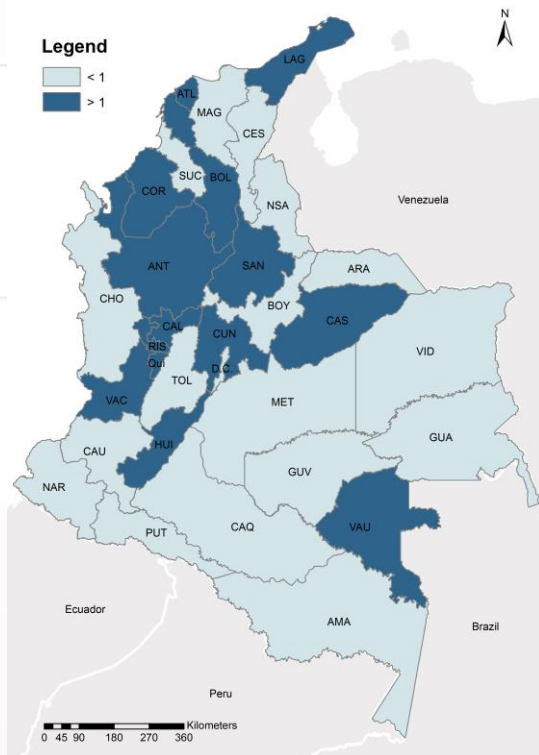 N
Legend
< 1
> 1
LAG
ATL
MAG
CES
SUC
BOL
COR
NSA
Venezuela
ANT
SAN
ARA
CHO
BOY
CAS
CAL
CUN
RIS
Qui
D.C.
TOL
VID
VAC
MET
HUI
CAU
GUA
GUV
NAR
VAU
CAQ
PUT
Ecuador
AMA
Brazil
Peru
Kilometers
0 45 90 180 270 360